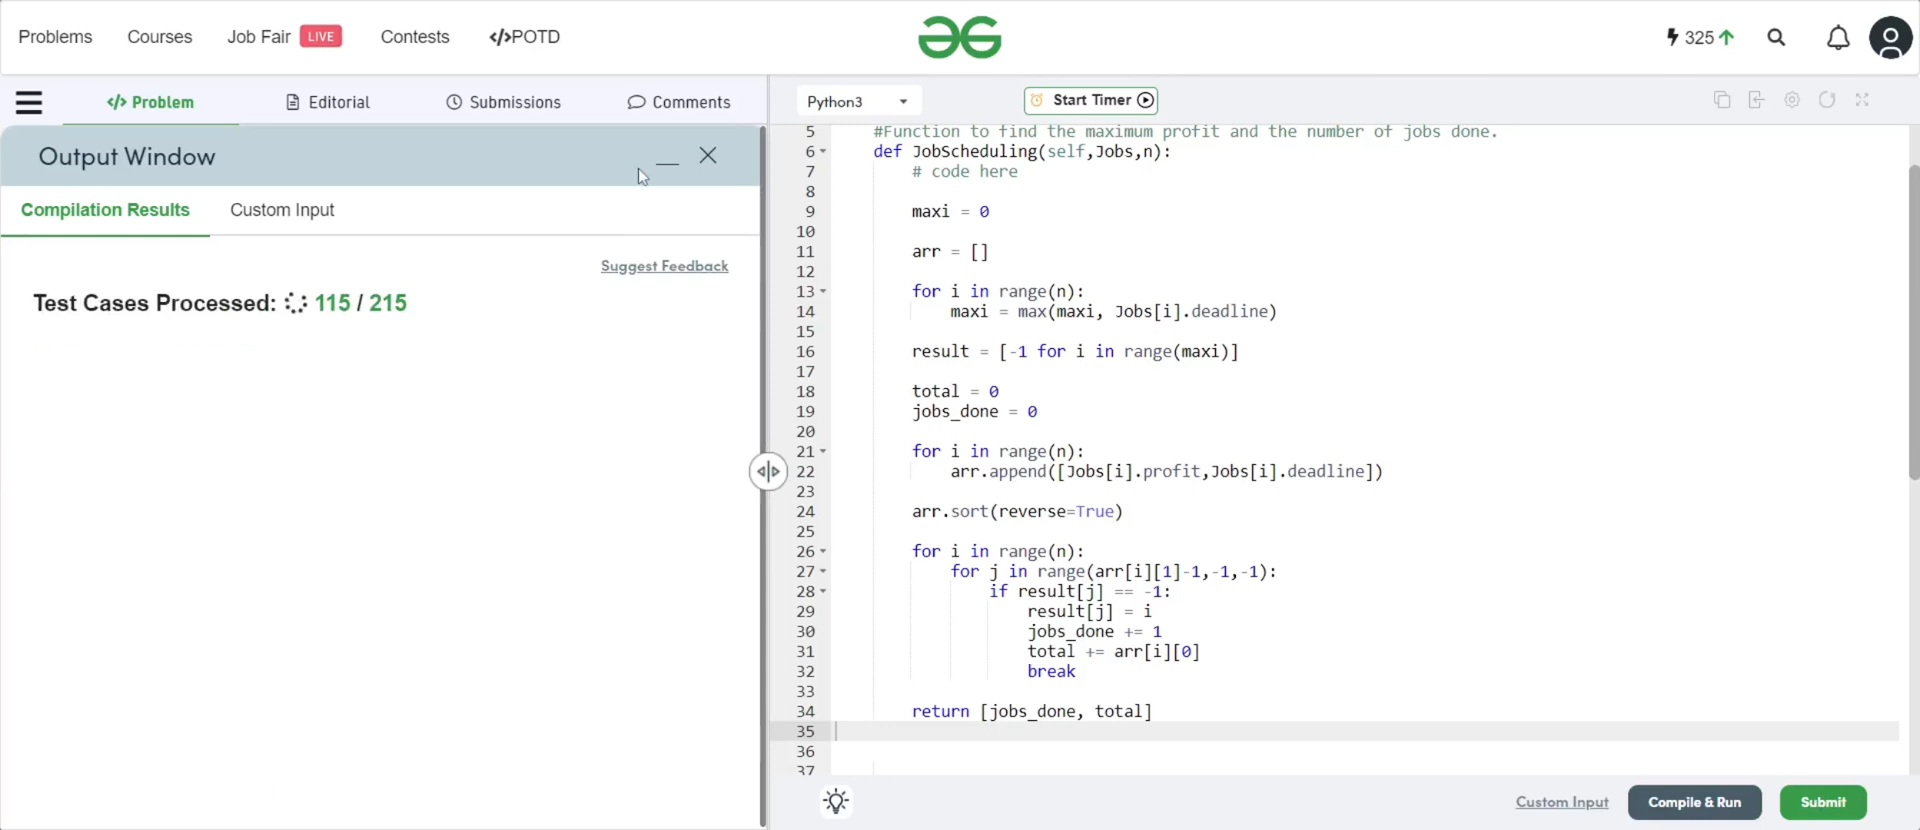 Problems Courses Job Fair LIVE Contests </>POTD 325
</> Problem Editorial Submissions Comments
Output Window
Compilation Results Custom Input
Suggest Feedback
Test Cases Processed: 115 / 215
Python3 Start Timer
5 #Function to find the maximum profit and the number of jobs done.
6 def JobScheduling(self,Jobs,n):
7 # code here
8
9 maxi = 0
10
11 arr = []
12
13 for i in range(n):
14 maxi = max(maxi, Jobs[i].deadline)
15
16 result = [-1 for i in range(maxi)]
17
18 total = 0
19 jobs_done = 0
20
21 for i in range(n):
22 arr.append([Jobs[i].profit,Jobs[i].deadline])
23
24 arr.sort(reverse=True)
25
26 for i in range(n):
27 for j in range(arr[i][1]-1,-1,-1):
28 if result[j] == -1:
29 result[j] = i
30 jobs_done += 1
31 total += arr[i][0]
32 break
33
34 return [jobs_done, total]
35
36
37
Custom Input Compile & Run Submit